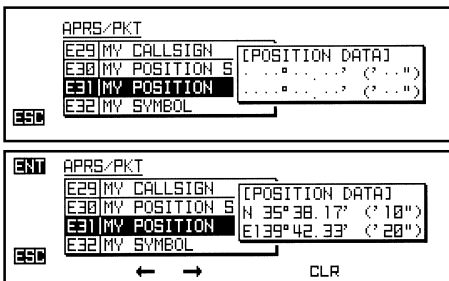 APRS/PKT
E29 MY CALLSIGN
E30 MY POSITION S
E31 MY POSITION
E32 MY SYMBOL
[POSITION DATA]
. ...°..,..' ('..")
....°..,..' ('..")
ESC
ENT
APRS/PKT
E29 MY CALLSIGN
E30 MY POSITION S
E31 MY POSITION
E32 MY SYMBOL
[POSITION DATA]
N 35°38.17' ('10")
E139°42.33' ('20")
ESC
← → CLR